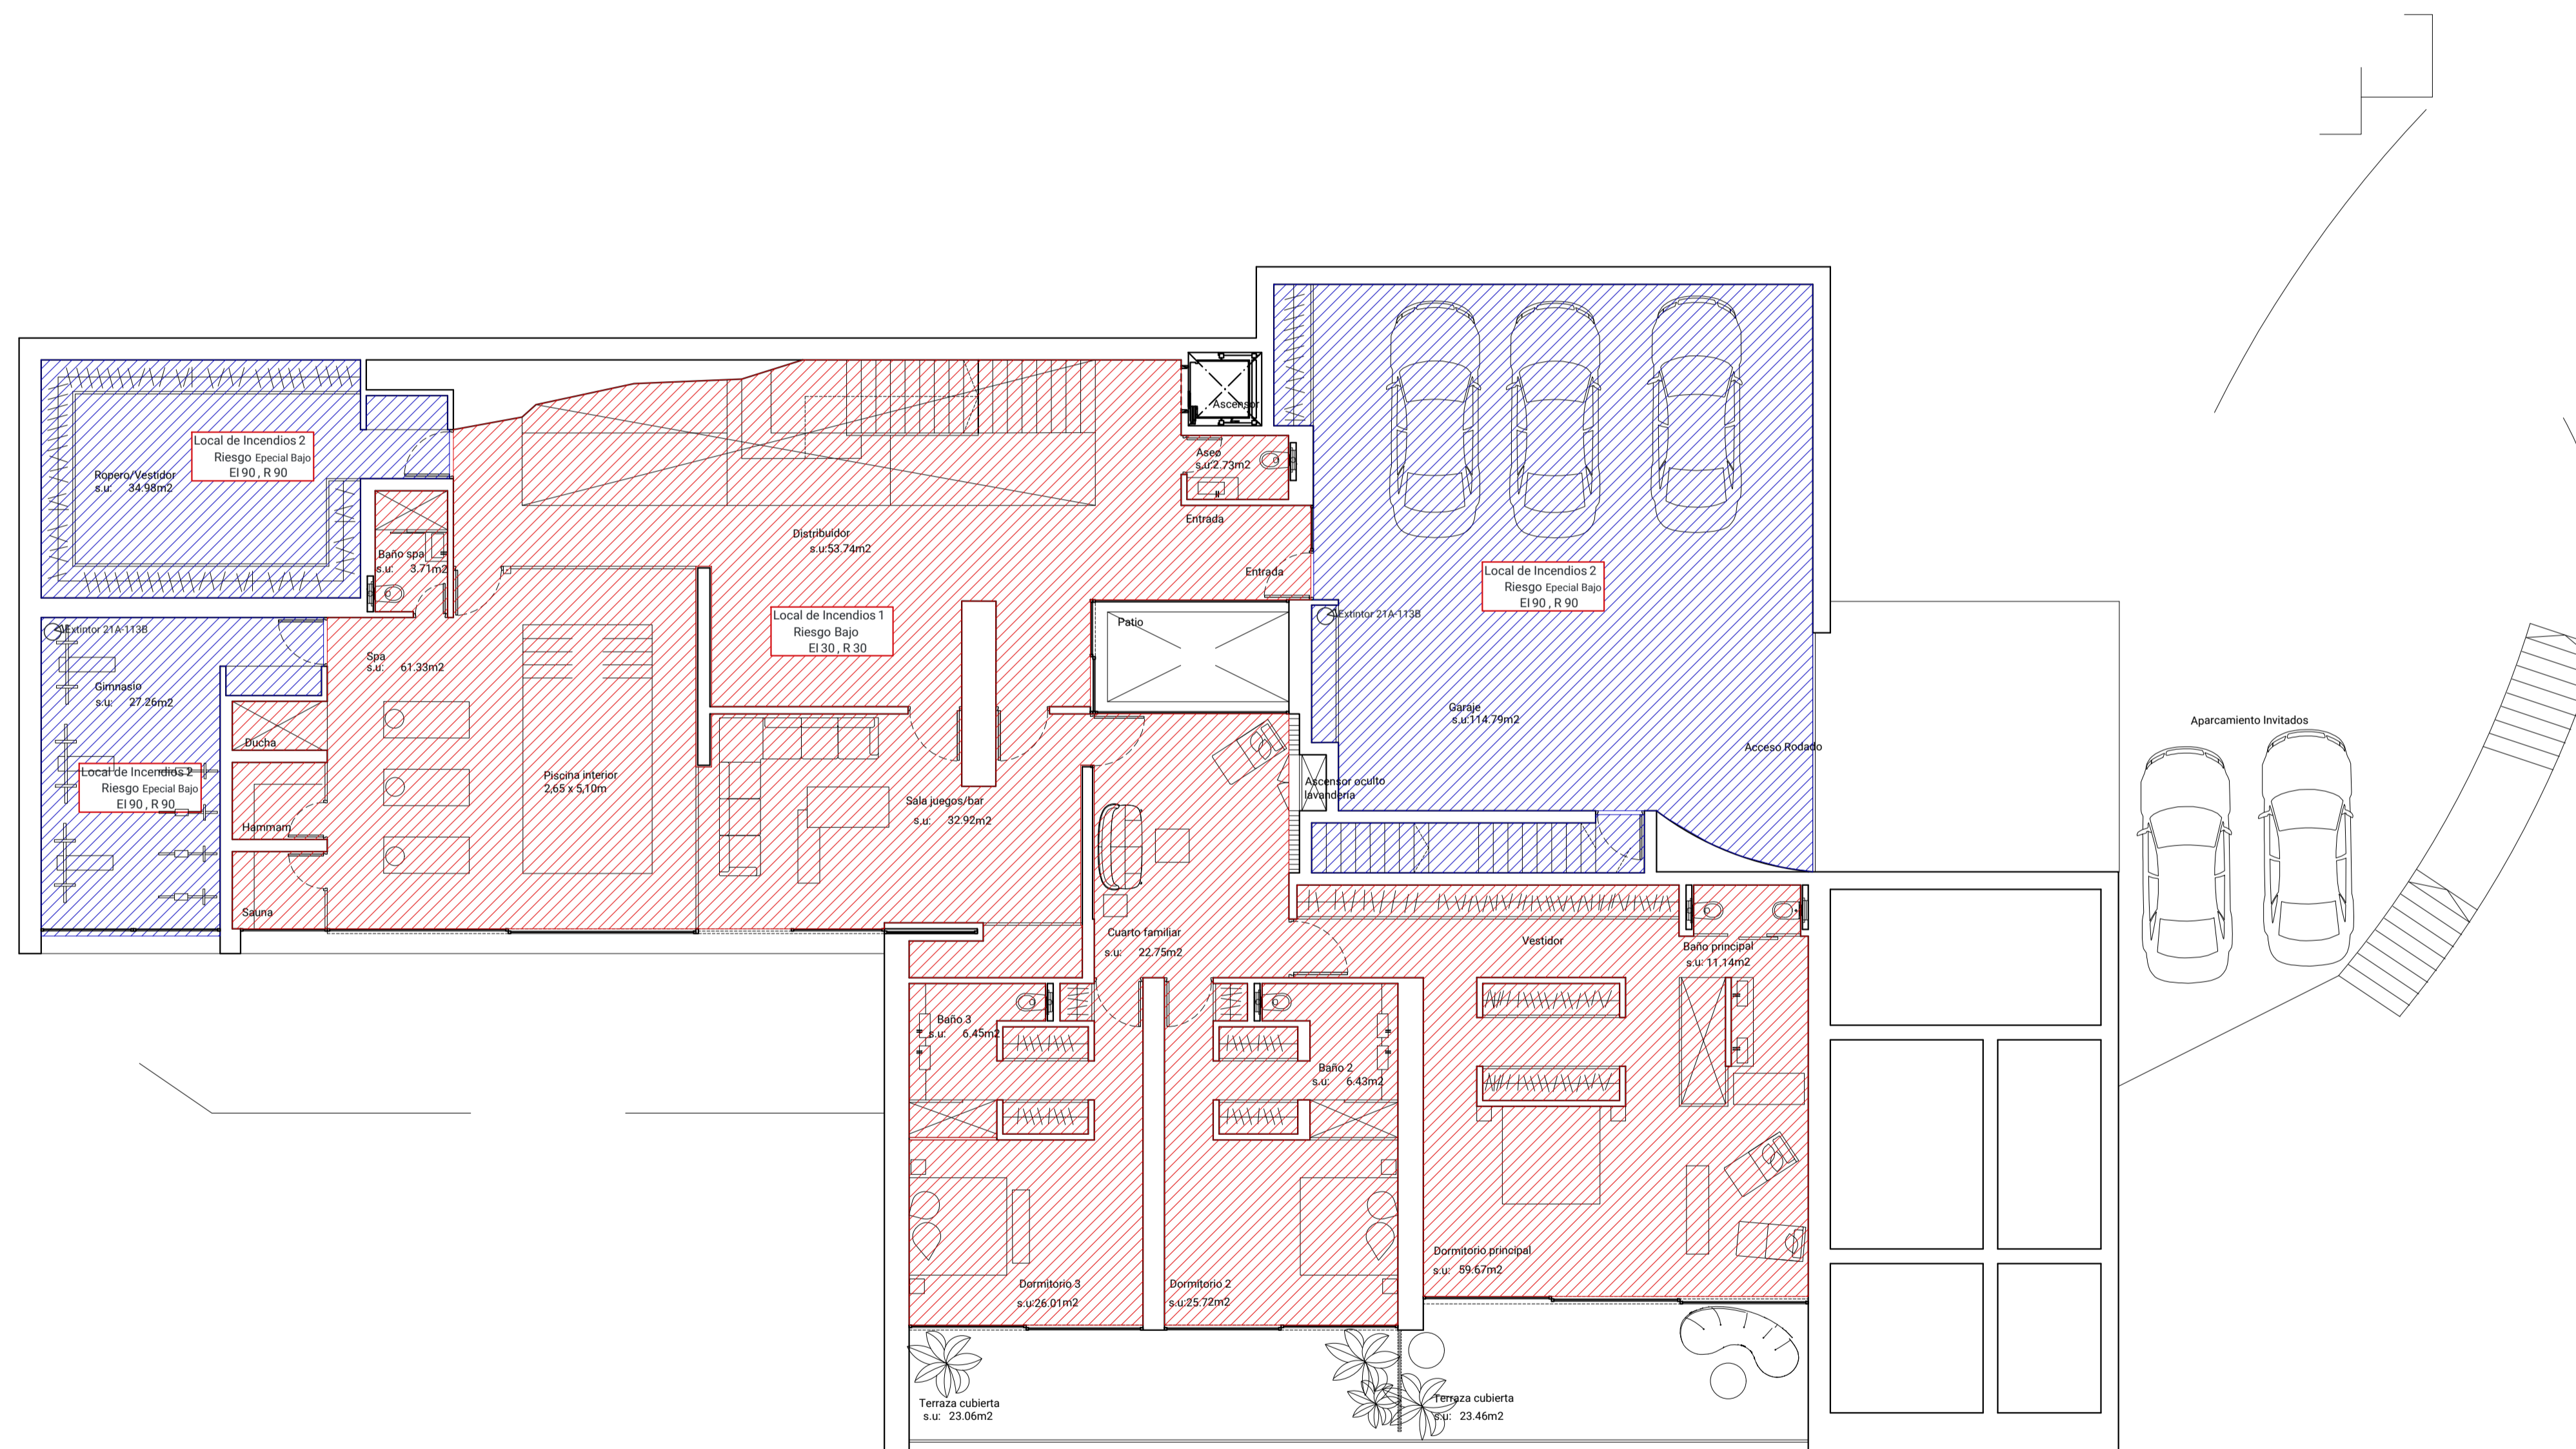 Ascensor
Local de Incendios 2
Riesgo Epecial Bajo
EI 90 , R 90
Ropero/Vestidor
s.u: 34.98m2
Aseo
s.u:2.73m2
Entrada
Distribuidor
s.u:53.74m2
Baño spa
s.u: 3.71m2
Entrada
Local de Incendios 2
Riesgo Epecial Bajo
EI 90 , R 90
Extintor 21A-113B
Local de Incendios 1
Riesgo Bajo
EI 30 , R 30
Patio
Extintor 21A-113B
Spa
s.u: 61.33m2
Gimnasio
s.u: 27.26m2
Garaje
s.u:114.79m2
Aparcamiento Invitados
Ducha
Acceso Rodado
Local de Incendios 2
Riesgo Epecial Bajo
EI 90 , R 90
Piscina interior
2,65 x 5,10m
Ascensor oculto
lavandería
Sala juegos/bar
s.u: 32.92m2
Hammam
Sauna
Cuarto familiar
s.u: 22.75m2
Vestidor
Baño principal
s.u: 11.14m2
Baño 3
s.u: 6.45m2
Baño 2
s.u: 6.43m2
Dormitorio principal
s.u: 59.67m2
Dormitorio 3
s.u:26.01m2
Dormitorio 2
s.u:25.72m2
Terraza cubierta
s.u: 23.06m2
Terraza cubierta
s.u: 23.46m2